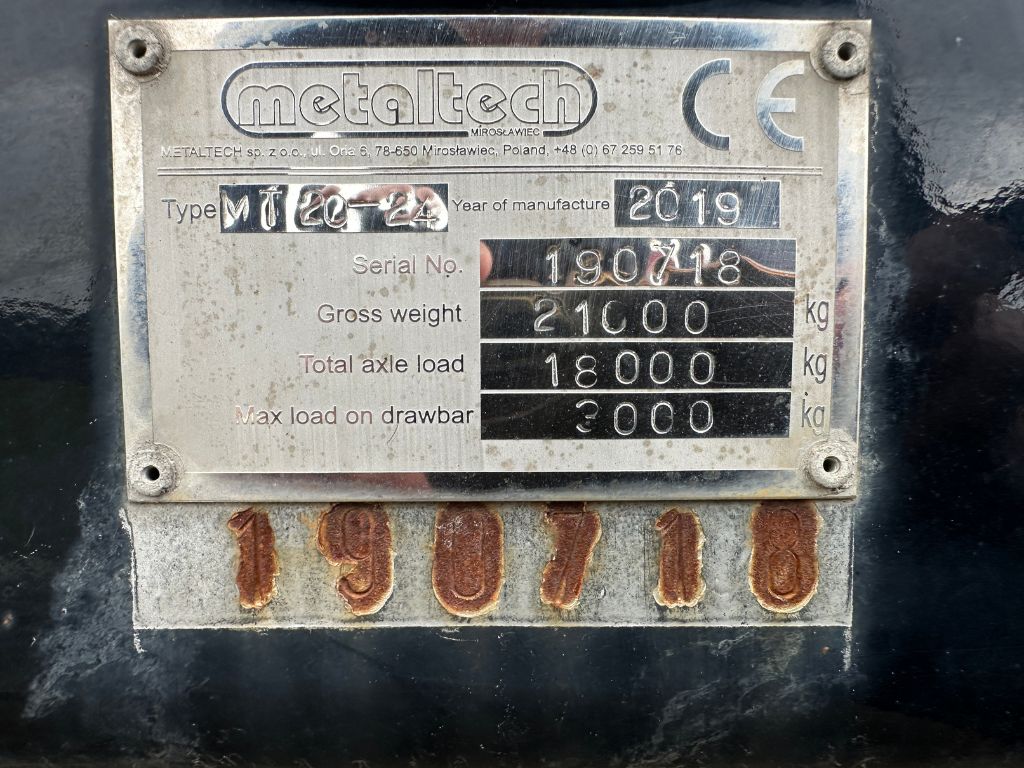 metaltech
MIROSŁAWIEC
CE
METALTECH sp. z o.o., ul. Orla 6, 78-650 Mirosławiec, Poland, +48 (0) 67 259 51 76
Type MT 20-24 Year of manufacture 2019
Serial No. 190718
Gross weight 21000 kg
Total axle load 18000 kg
Max load on drawbar 3000 kg
190718